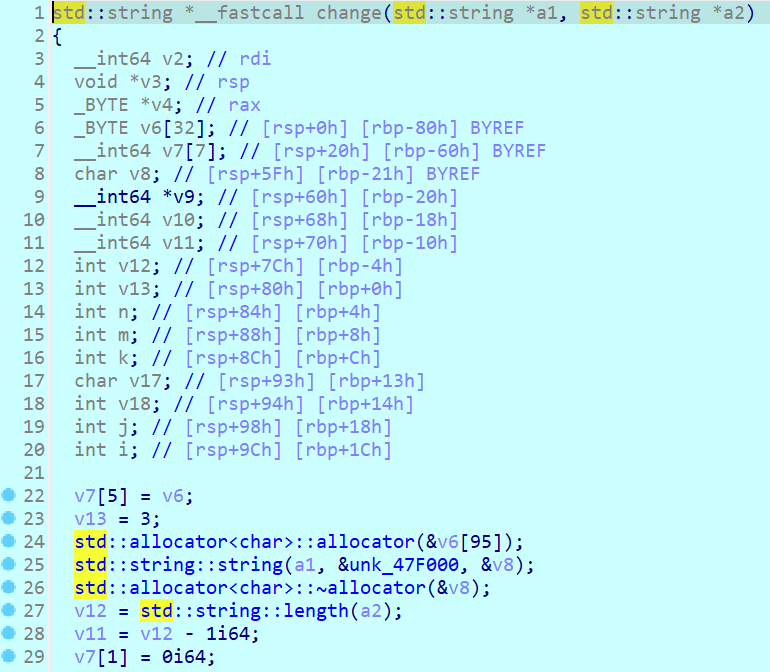 1 std::string *__fastcall change(std::string *a1, std::string *a2)
2 {
3 __int64 v2; // rdi
4 void *v3; // rsp
5 _BYTE *v4; // rax
6 _BYTE v6[32]; // [rsp+0h] [rbp-80h] BYREF
7 __int64 v7[7]; // [rsp+20h] [rbp-60h] BYREF
8 char v8; // [rsp+5Fh] [rbp-21h] BYREF
9 __int64 *v9; // [rsp+60h] [rbp-20h]
10 __int64 v10; // [rsp+68h] [rbp-18h]
11 __int64 v11; // [rsp+70h] [rbp-10h]
12 int v12; // [rsp+7Ch] [rbp-4h]
13 int v13; // [rsp+80h] [rbp+0h]
14 int n; // [rsp+84h] [rbp+4h]
15 int m; // [rsp+88h] [rbp+8h]
16 int k; // [rsp+8Ch] [rbp+Ch]
17 char v17; // [rsp+93h] [rbp+13h]
18 int v18; // [rsp+94h] [rbp+14h]
19 int j; // [rsp+98h] [rbp+18h]
20 int i; // [rsp+9Ch] [rbp+1Ch]
21
22 v7[5] = v6;
23 v13 = 3;
24 std::allocator<char>::allocator(&v6[95]);
25 std::string::string(a1, &unk_47F000, &v8);
26 std::allocator<char>::~allocator(&v8);
27 v12 = std::string::length(a2);
28 v11 = v12 - 1i64;
29 v7[1] = 0i64;